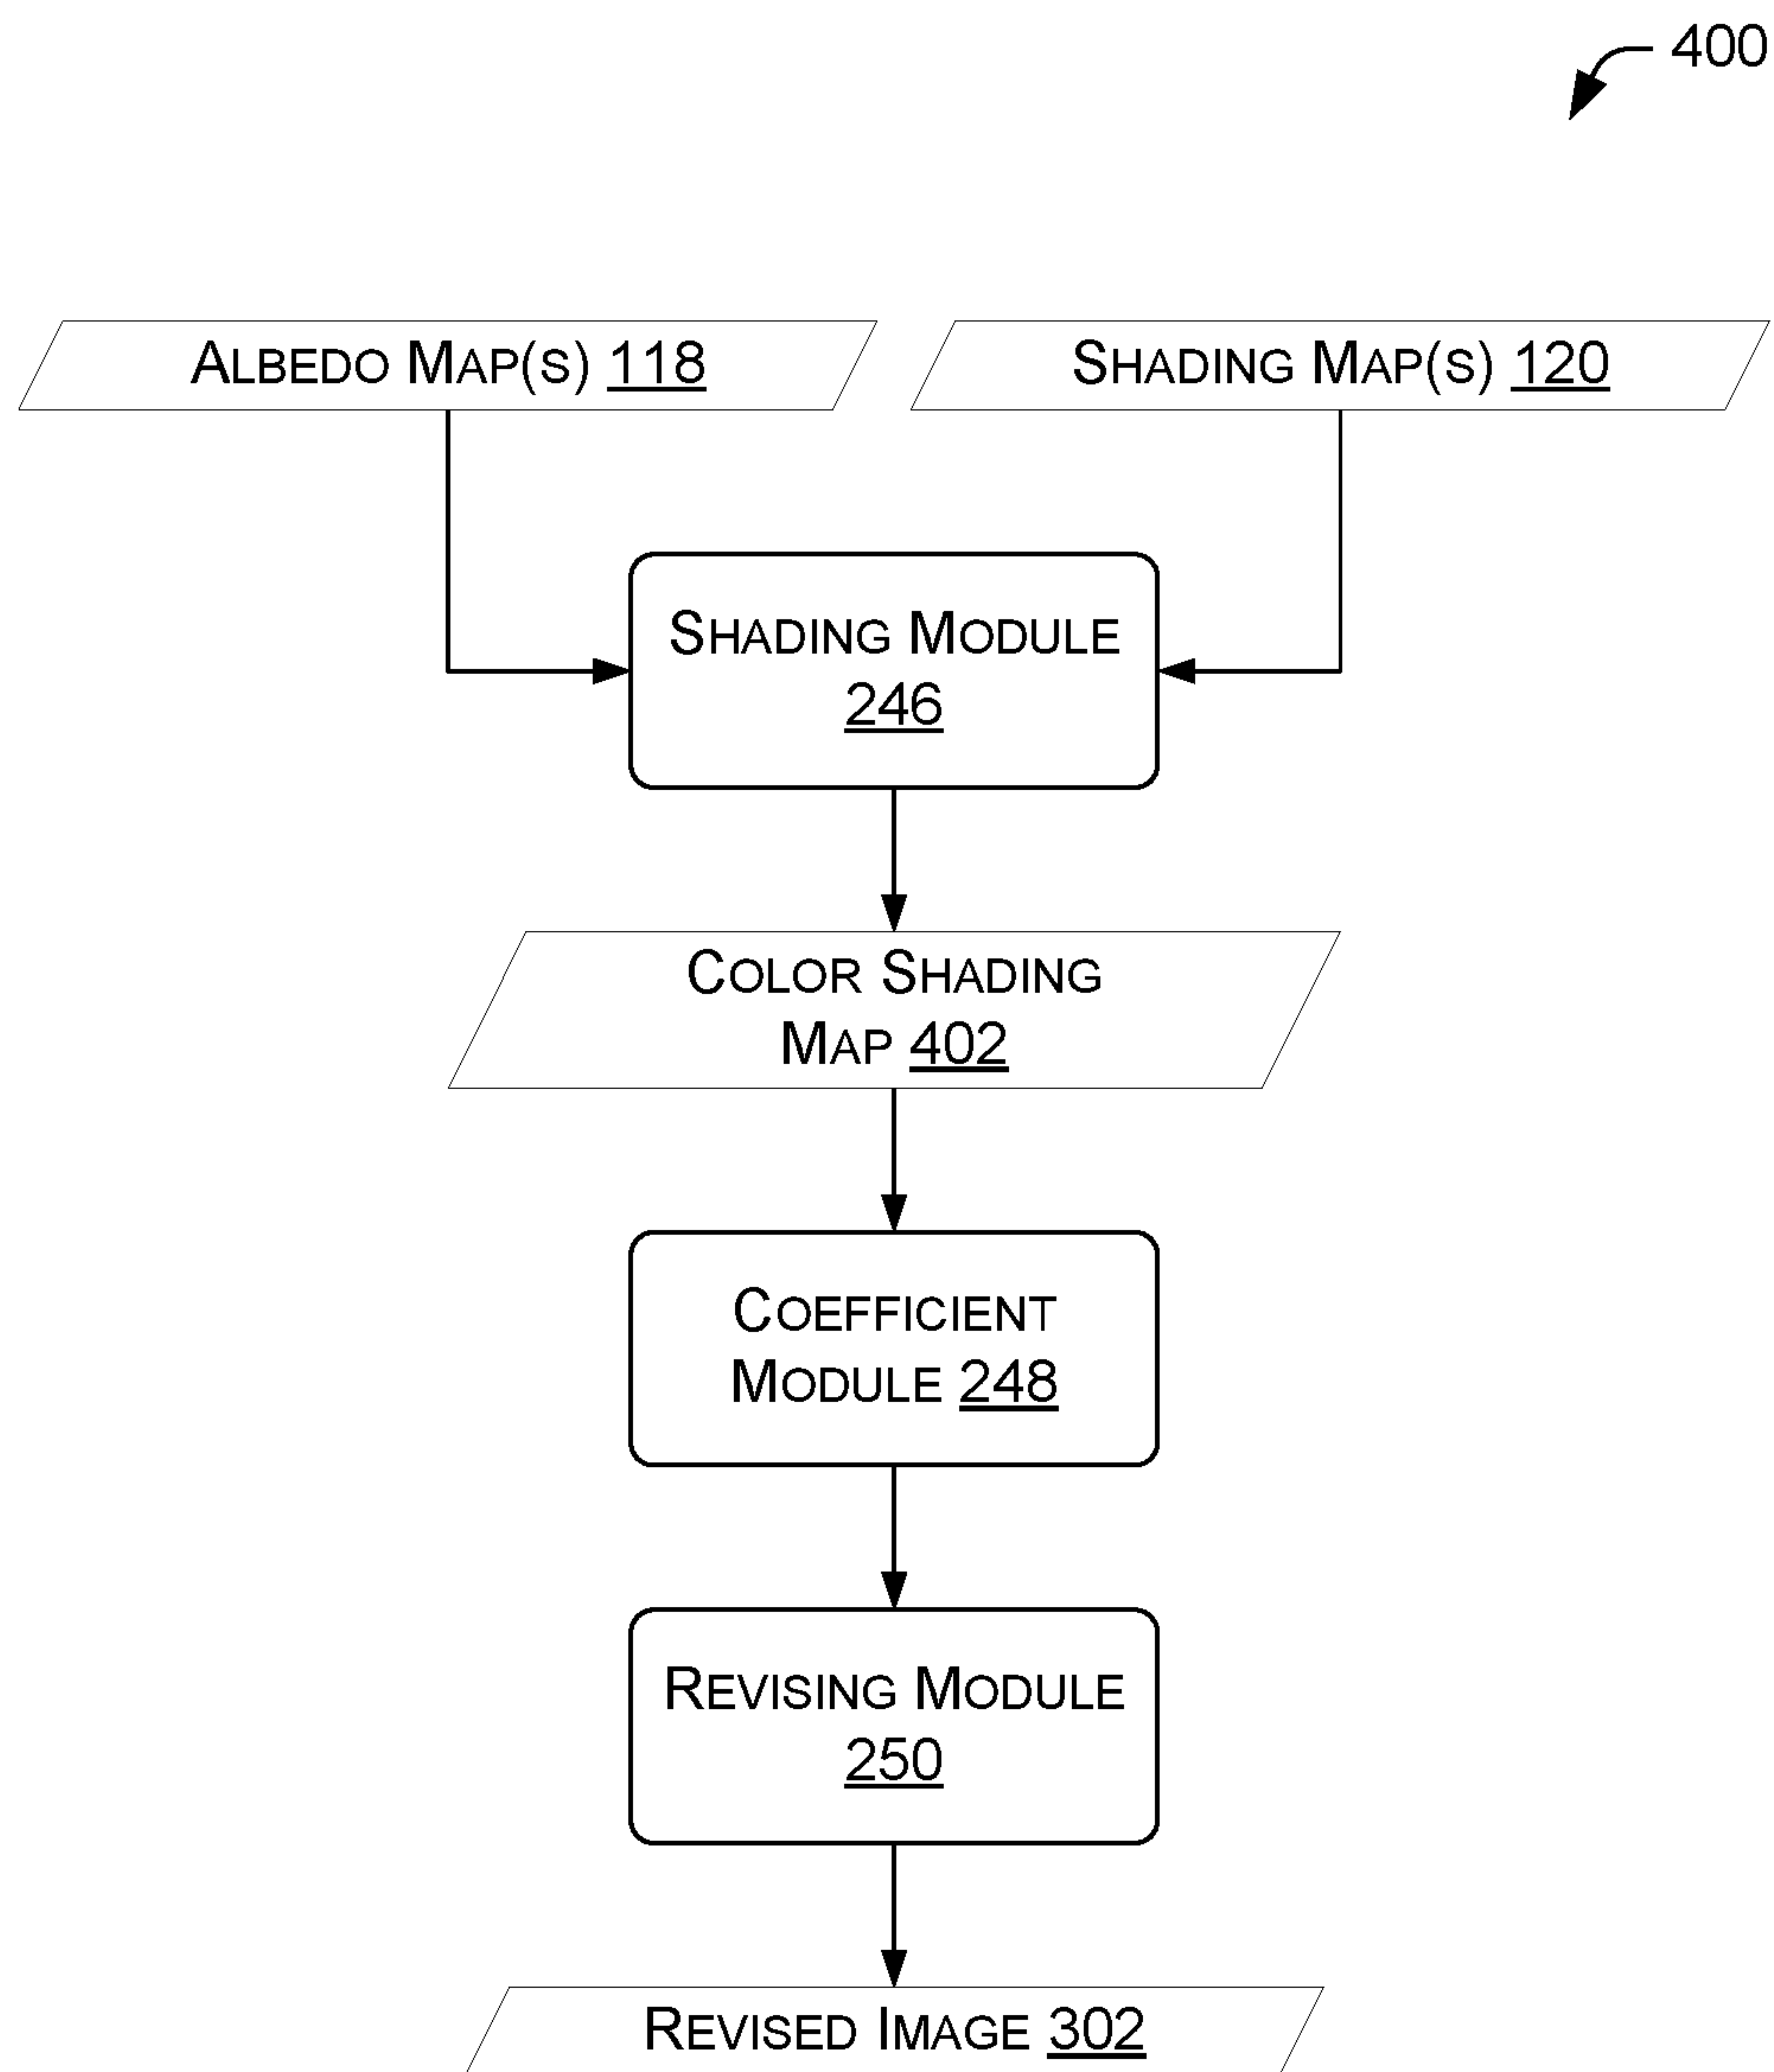 400
ALBEDO MAP(S) 118
SHADING MAP(S) 120
SHADING MODULE
246
COLOR SHADING
MAP 402
COEFFICIENT
MODULE 248
REVISING MODULE
250
REVISED IMAGE 302